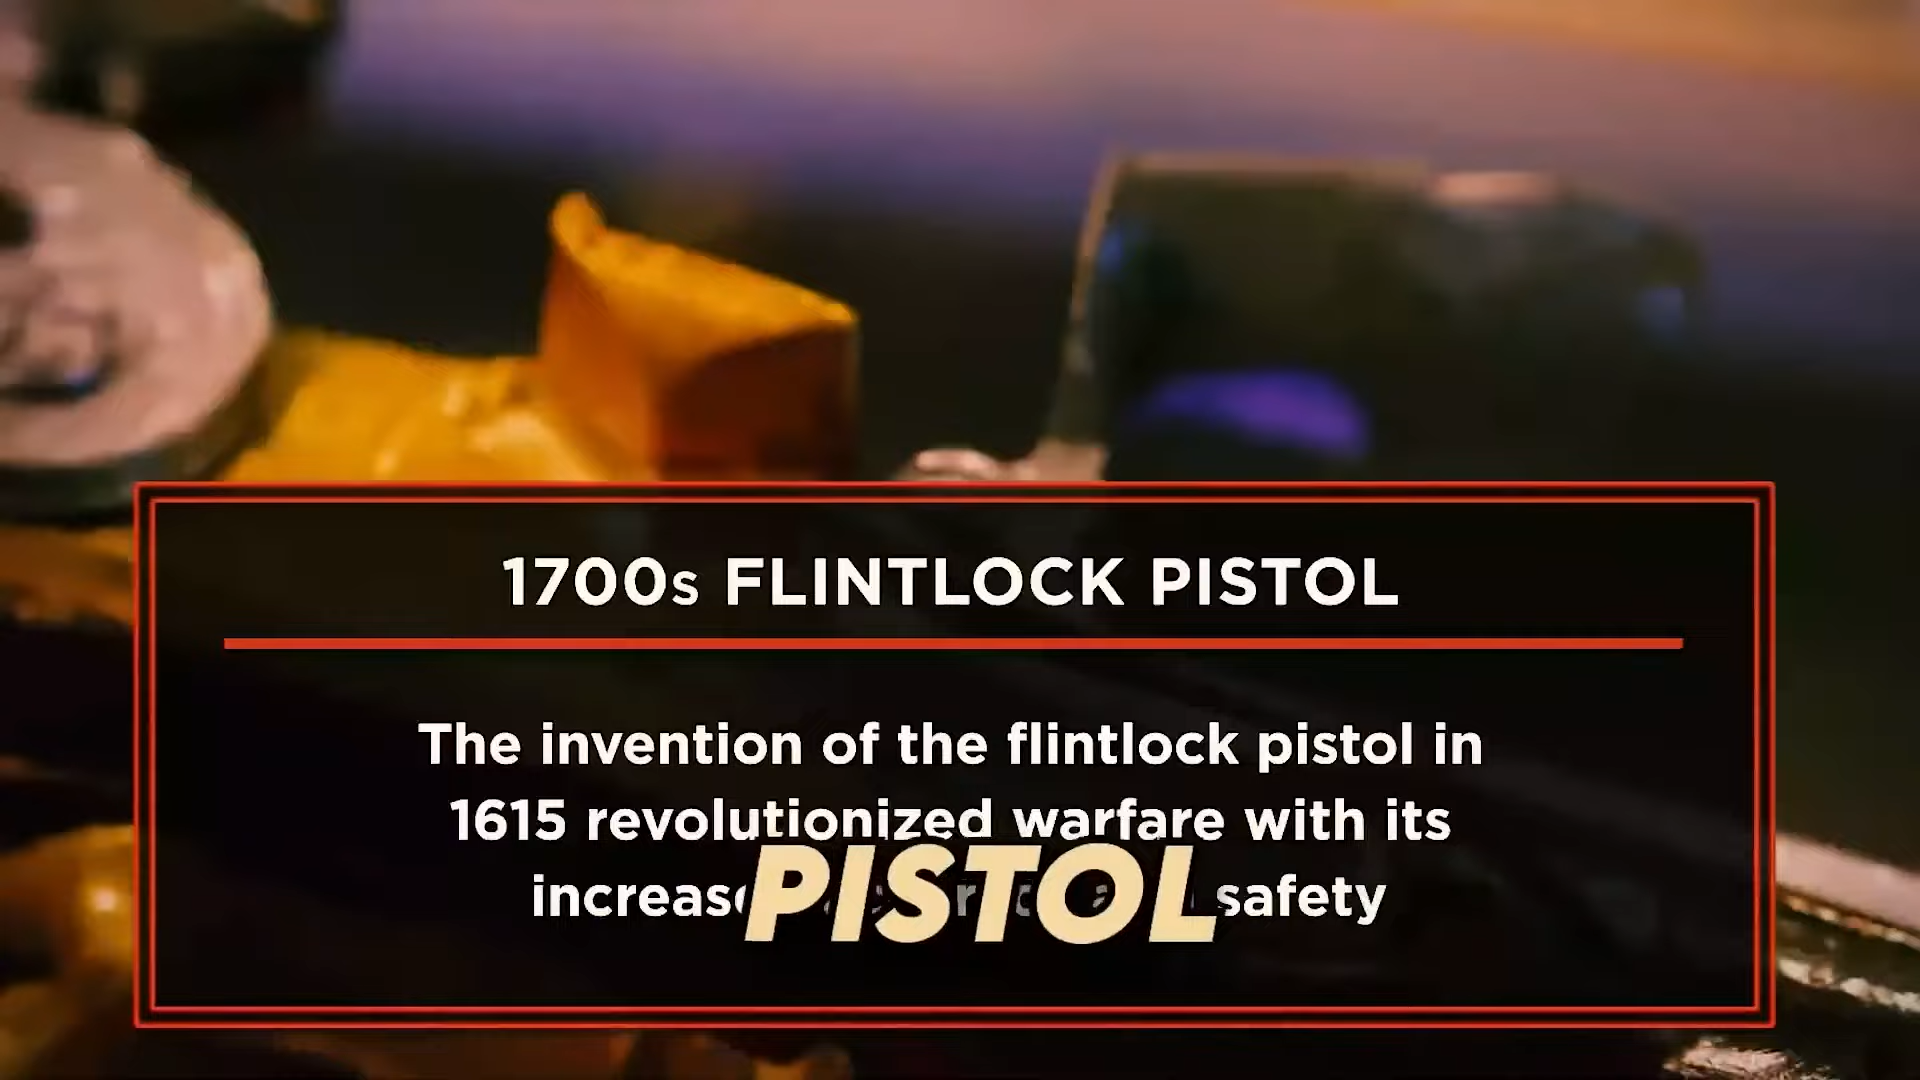 1700s FLINTLOCK PISTOL
The invention of the flintlock pistol in
1615 revolutionized warfare with its
safety
PISTOL